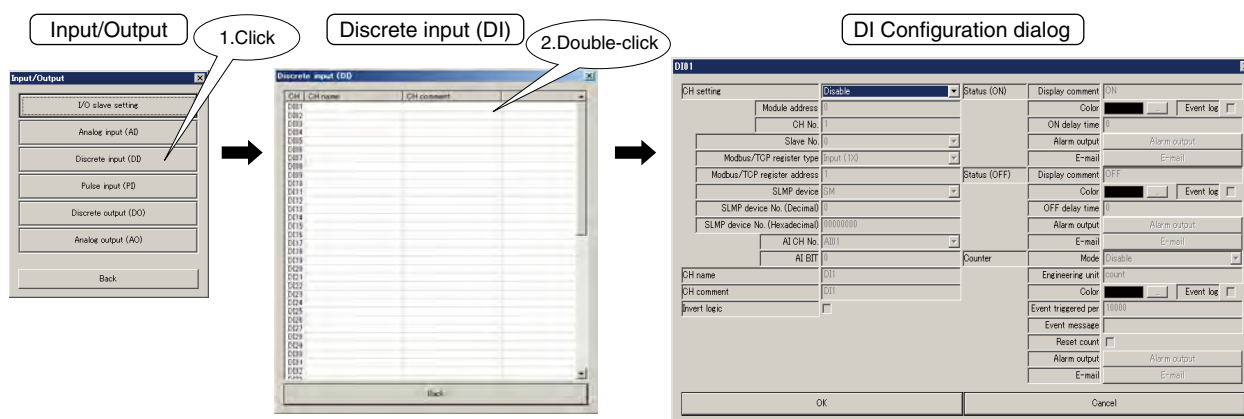 Input/Output
1.Click
Discrete input (DI)
2.Double-click
DI Configuration dialog
Input/Output
I/O slave setting
Analog input (AI)
Discrete input (DI)
Pulse input (PI)
Discrete output (DO)
Analog output (AO)
Back
Discrete input (DI)
CH CH name CH comment
DI01
DI02
DI03
DI04
DI05
DI06
DI07
DI08
DI09
DI10
DI11
DI12
DI13
DI14
DI15
DI16
DI17
DI18
DI19
DI20
DI21
DI22
DI23
DI24
DI25
DI26
DI27
DI28
DI29
DI30
DI31
DI32
Back
DI01
CH setting Disable
Module address 0
CH No. 1
Slave No. 0
Modbus/TCP register type Input (1X)
Modbus/TCP register address 1
SLMP device SM
SLMP device No. (Decimal) 0
SLMP device No. (Hexadecimal) 00000000
AI CH No. AI01
AI BIT 0
CH name DI1
CH comment DI1
Invert logic
Status (ON) Display comment ON
Color ... Event log
ON delay time 0
Alarm output Alarm output
E-mail E-mail
Status (OFF) Display comment OFF
Color ... Event log
OFF delay time 0
Alarm output Alarm output
E-mail E-mail
Counter Mode Disable
Engineering unit count
Color ... Event log
Event triggered per 10000
Event message
Reset count
Alarm output Alarm output
E-mail E-mail
OK
Cancel